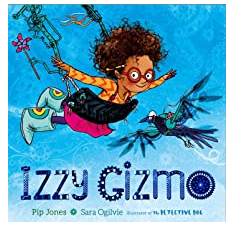 Izzy Gizmo
Pip Jones Sara Ogilvie Illustrator of The DETECTIVE DOG